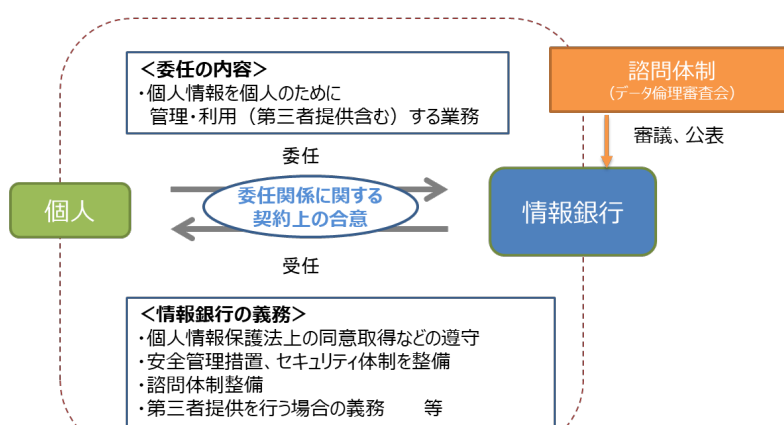 <委任の内容>
・個人情報を個人のために
管理・利用（第三者提供含む）する業務
諮問体制
（データ倫理審査会）
審議、公表
委任
個人
委任関係に関する
契約上の合意
情報銀行
受任
<情報銀行の義務>
・個人情報保護法上の同意取得などの遵守
・安全管理措置、セキュリティ体制を整備
・諮問体制整備
・第三者提供を行う場合の義務　等